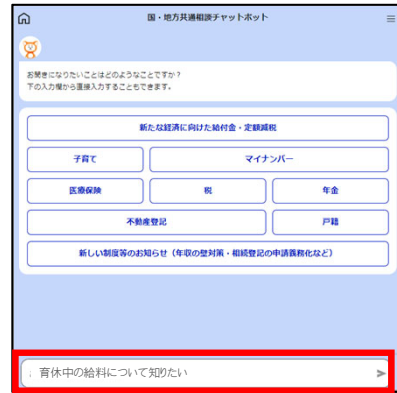 国・地方共通相談チャットボット
お聞きになりたいことはどのようなことですか？
下の入力欄から直接入力することもできます。
新たな経済に向けた給付金・定額減税
子育て
マイナンバー
医療保険
税
年金
不動産登記
戸籍
新しい制度等のお知らせ（年収の壁対策・相続登記の申請義務化など）
育休中の給料について知りたい